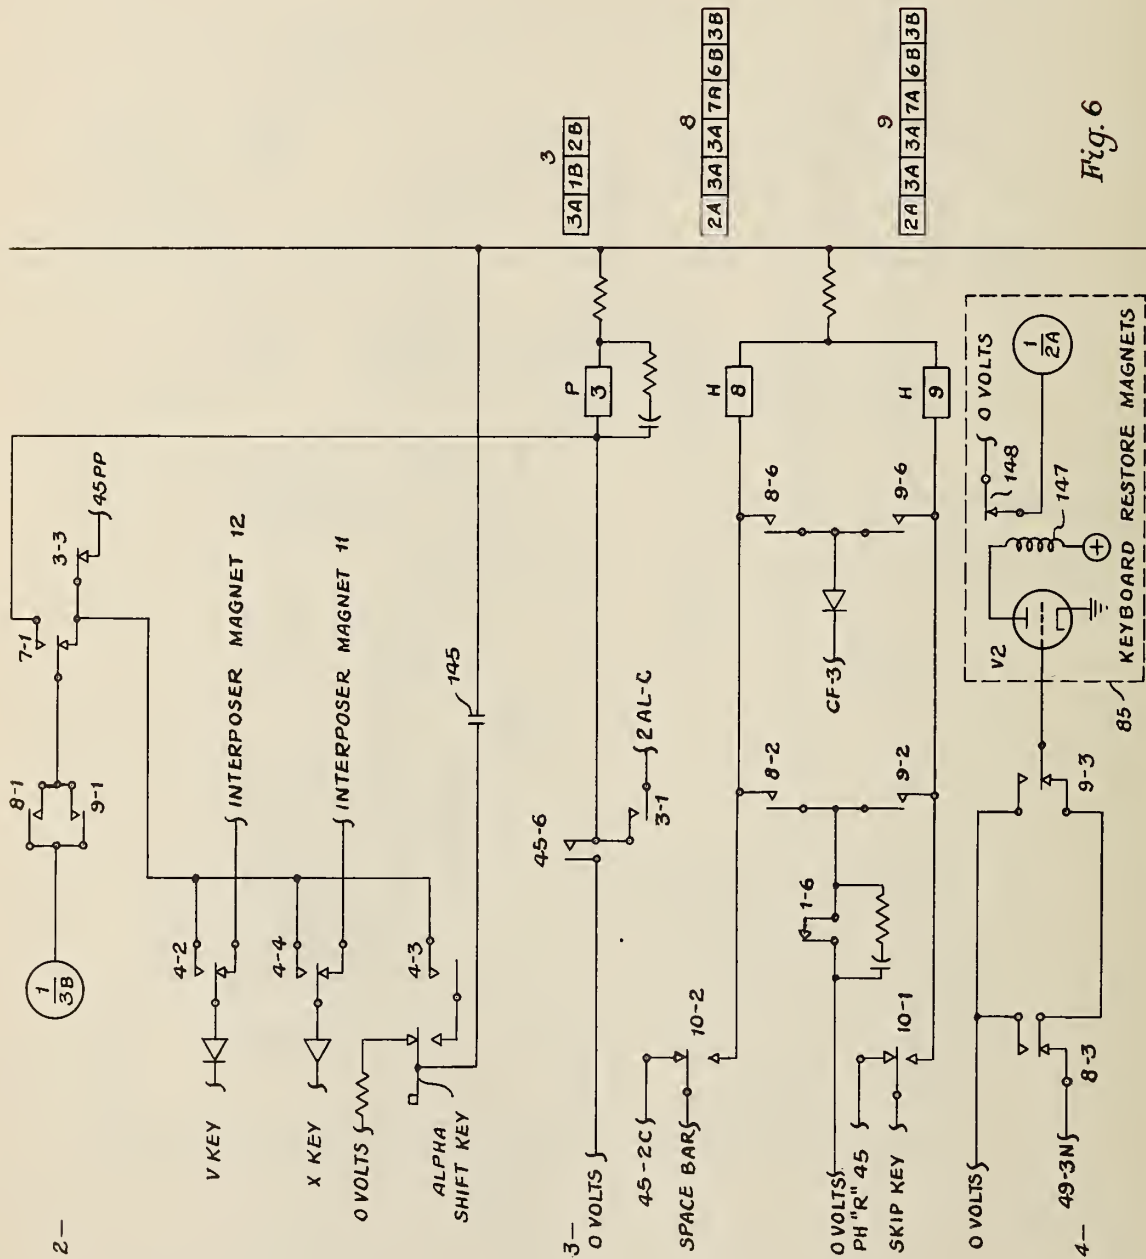 2—
1
3B
8-1
9-1
7-1
3-3
45PP
4-2
V KEY
INTERPOSER MAGNET 12
4-4
X KEY
INTERPOSER MAGNET 11
0 VOLTS
4-3
ALPHA
SHIFT KEY
145
3
3A 1B 2B
P
3
3—
0 VOLTS
45-6
3-1
2AL-C
8
2A 3A 3A 7A 6B 3B
H
8
45-2C
SPACE BAR
10-2
8-2
8-6
CF-3
1-6
0 VOLTS
PH "R" 45
SKIP KEY
10-1
9-2
9-6
H
9
9
2A 3A 3A 7A 6B 3B
4—
0 VOLTS
49-3N
8-3
9-3
85
V2
147
148
0 VOLTS
1
2A
KEYBOARD RESTORE MAGNETS
Fig. 6